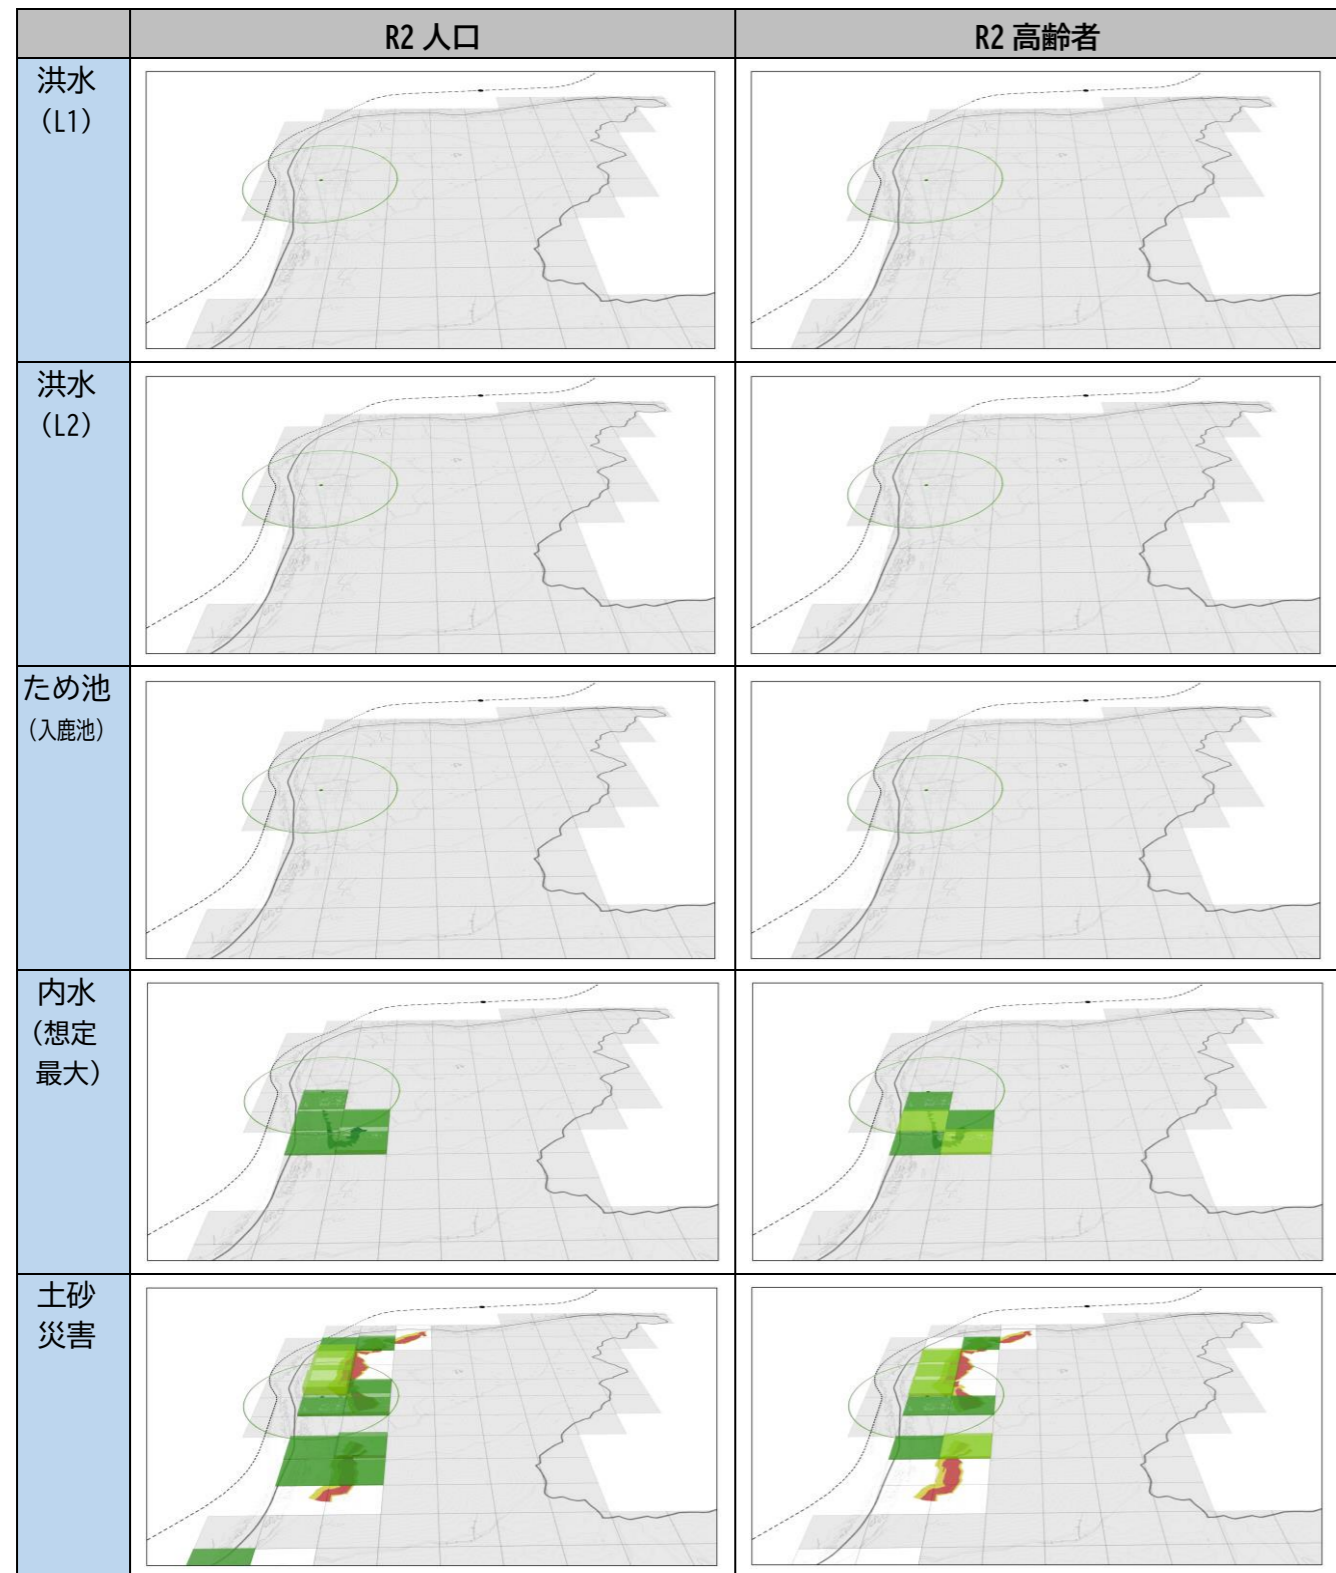 R2 人口
R2 高齢者
洪水
（L1）
洪水
（L2）
ため池
（入鹿池）
内水
（想定
最大）
土砂
災害